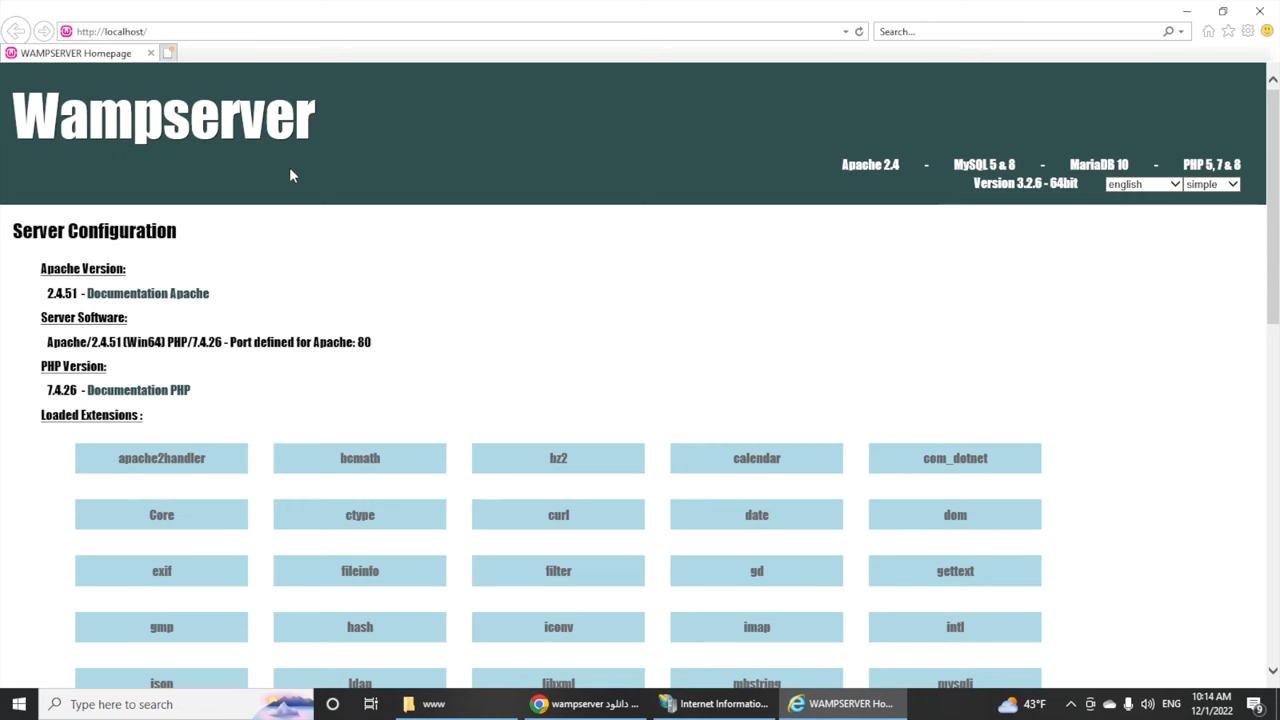 http://localhost/
Search...
WAMPSERVER Homepage
Wampserver
Apache 2.4 - MySQL 5 & 8 - MariaDB 10 - PHP 5, 7 & 8
Version 3.2.6 - 64bit english simple
Server Configuration
Apache Version:
2.4.51 - Documentation Apache
Server Software:
Apache/2.4.51 (Win64) PHP/7.4.26 - Port defined for Apache: 80
PHP Version:
7.4.26 - Documentation PHP
Loaded Extensions :
apache2handler bcmath bz2 calendar com_dotnet
Core ctype curl date dom
exif fileinfo filter gd gettext
gmp hash iconv imap intl
json ldap libxml mbstring mysqli
Type here to search www wampserver دانلود ... Internet Informatio... WAMPSERVER Ho... 43°F ENG 10:14 AM
12/1/2022
9